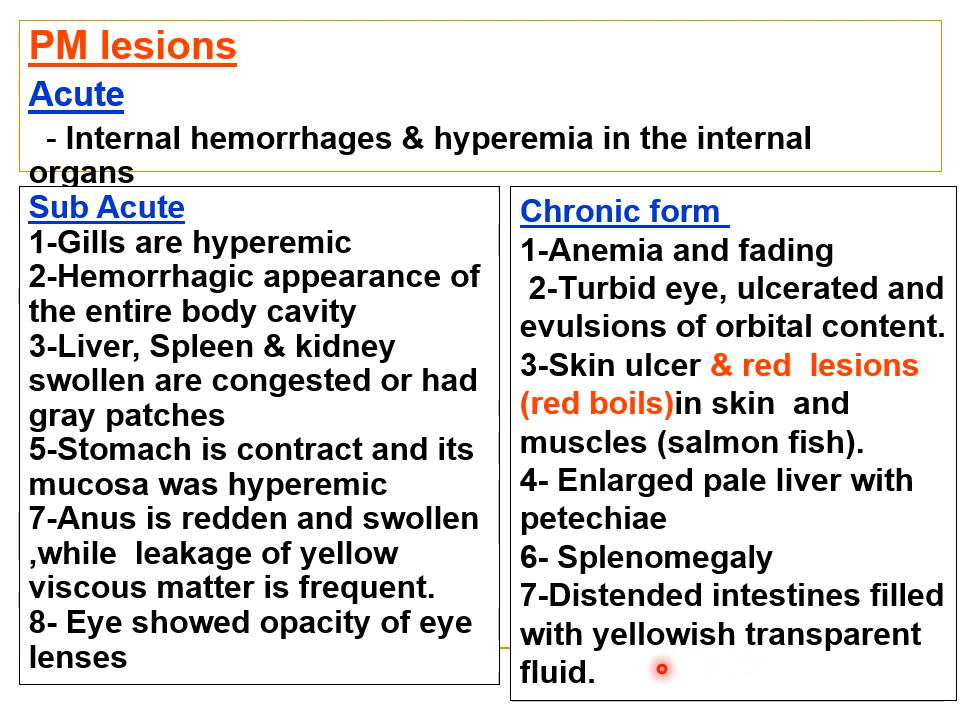 PM lesions
Acute
- Internal hemorrhages & hyperemia in the internal
organs
Sub Acute
1-Gills are hyperemic
2-Hemorrhagic appearance of
the entire body cavity
3-Liver, Spleen & kidney
swollen are congested or had
gray patches
5-Stomach is contract and its
mucosa was hyperemic
7-Anus is redden and swollen
,while leakage of yellow
viscous matter is frequent.
8- Eye showed opacity of eye
lenses
Chronic form
1-Anemia and fading
2-Turbid eye, ulcerated and
evulsions of orbital content.
3-Skin ulcer & red lesions
(red boils)in skin and
muscles (salmon fish).
4- Enlarged pale liver with
petechiae
6- Splenomegaly
7-Distended intestines filled
with yellowish transparent
fluid.